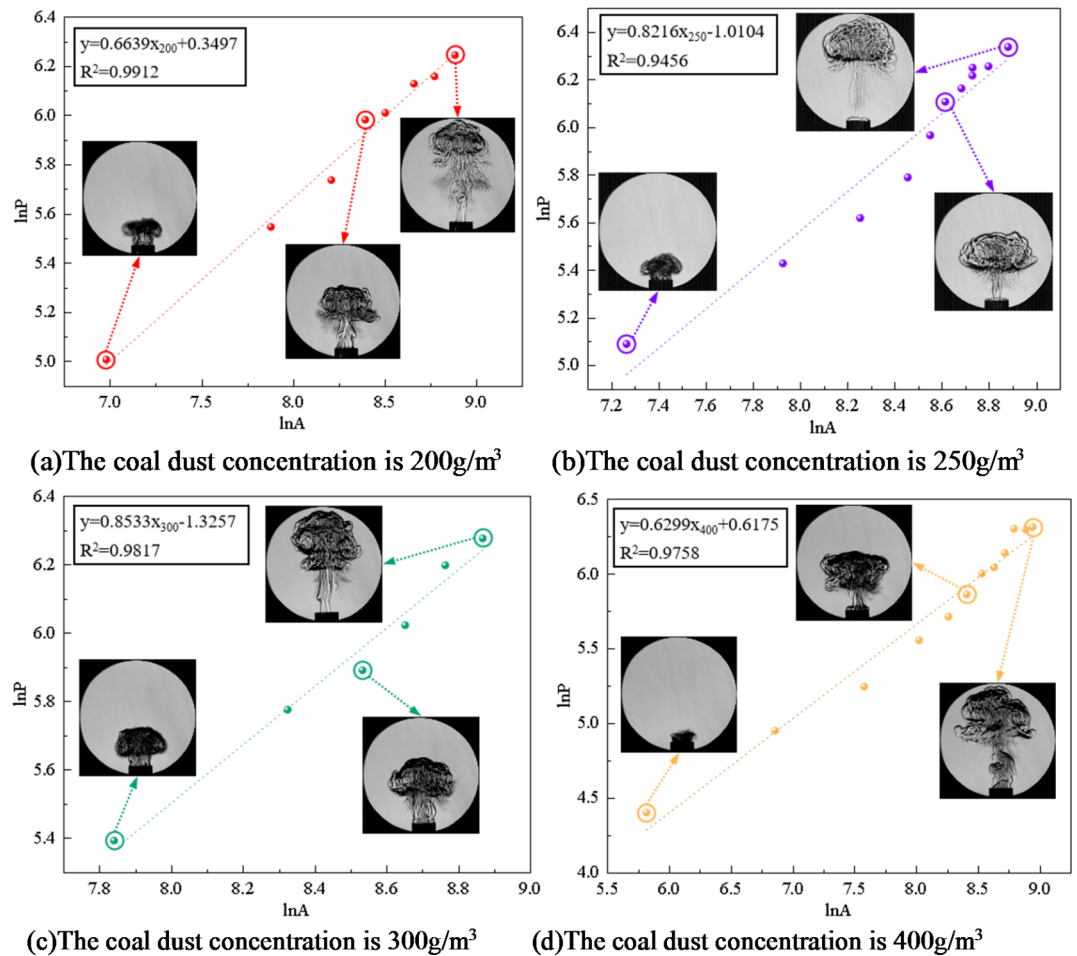 y=0.6639x₂₀₀+0.3497
R²=0.9912
lnP
6.4
6.2
6.0
5.8
5.6
5.4
5.2
5.0
7.0 7.5 8.0 8.5 9.0
lnA
(a)The coal dust concentration is 200g/m³
y=0.8216x₂₅₀-1.0104
R²=0.9456
lnP
6.4
6.2
6.0
5.8
5.6
5.4
5.2
5.0
7.2 7.4 7.6 7.8 8.0 8.2 8.4 8.6 8.8 9.0
lnA
(b)The coal dust concentration is 250g/m³
y=0.8533x₃₀₀-1.3257
R²=0.9817
lnP
6.4
6.2
6.0
5.8
5.6
5.4
7.8 8.0 8.2 8.4 8.6 8.8 9.0
lnA
(c)The coal dust concentration is 300g/m³
y=0.6299x₄₀₀+0.6175
R²=0.9758
lnP
6.5
6.0
5.5
5.0
4.5
4.0
5.5 6.0 6.5 7.0 7.5 8.0 8.5 9.0
lnA
(d)The coal dust concentration is 400g/m³